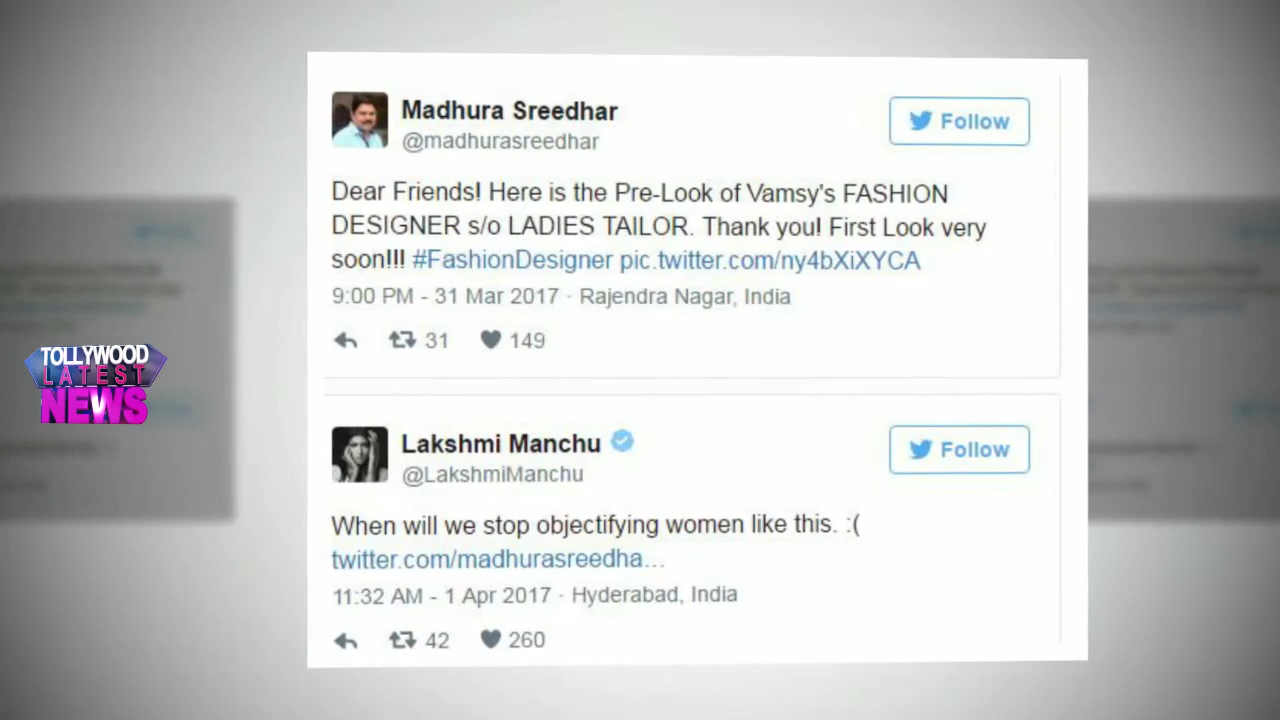 Madhura Sreedhar
@madhurasreedhar
Follow
Dear Friends! Here is the Pre-Look of Vamsy's FASHION
DESIGNER s/o LADIES TAILOR. Thank you! First Look very
soon!!! #FashionDesigner pic.twitter.com/ny4bXiXYCA
9:00 PM - 31 Mar 2017 · Rajendra Nagar, India
31 149
TOLLYWOOD
LATEST
NEWS
Lakshmi Manchu
@LakshmiManchu
Follow
When will we stop objectifying women like this. :(
twitter.com/madhurasreedha...
11:32 AM - 1 Apr 2017 · Hyderabad, India
42 260